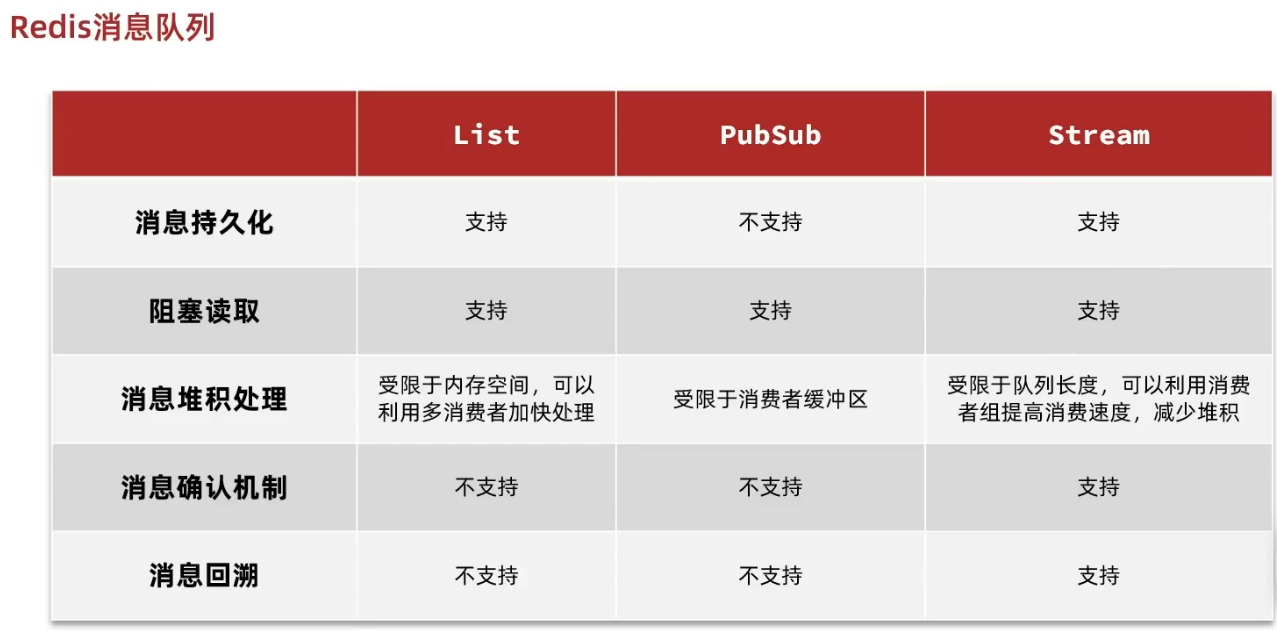 Redis消息队列
List PubSub Stream
消息持久化 支持 不支持 支持
阻塞读取 支持 支持 支持
消息堆积处理 受限于内存空间，可以 受限于消费者缓冲区 受限于队列长度，可以利用消费
利用多消费者加快处理 者组提高消费速度，减少堆积
消息确认机制 不支持 不支持 支持
消息回溯 不支持 不支持 支持